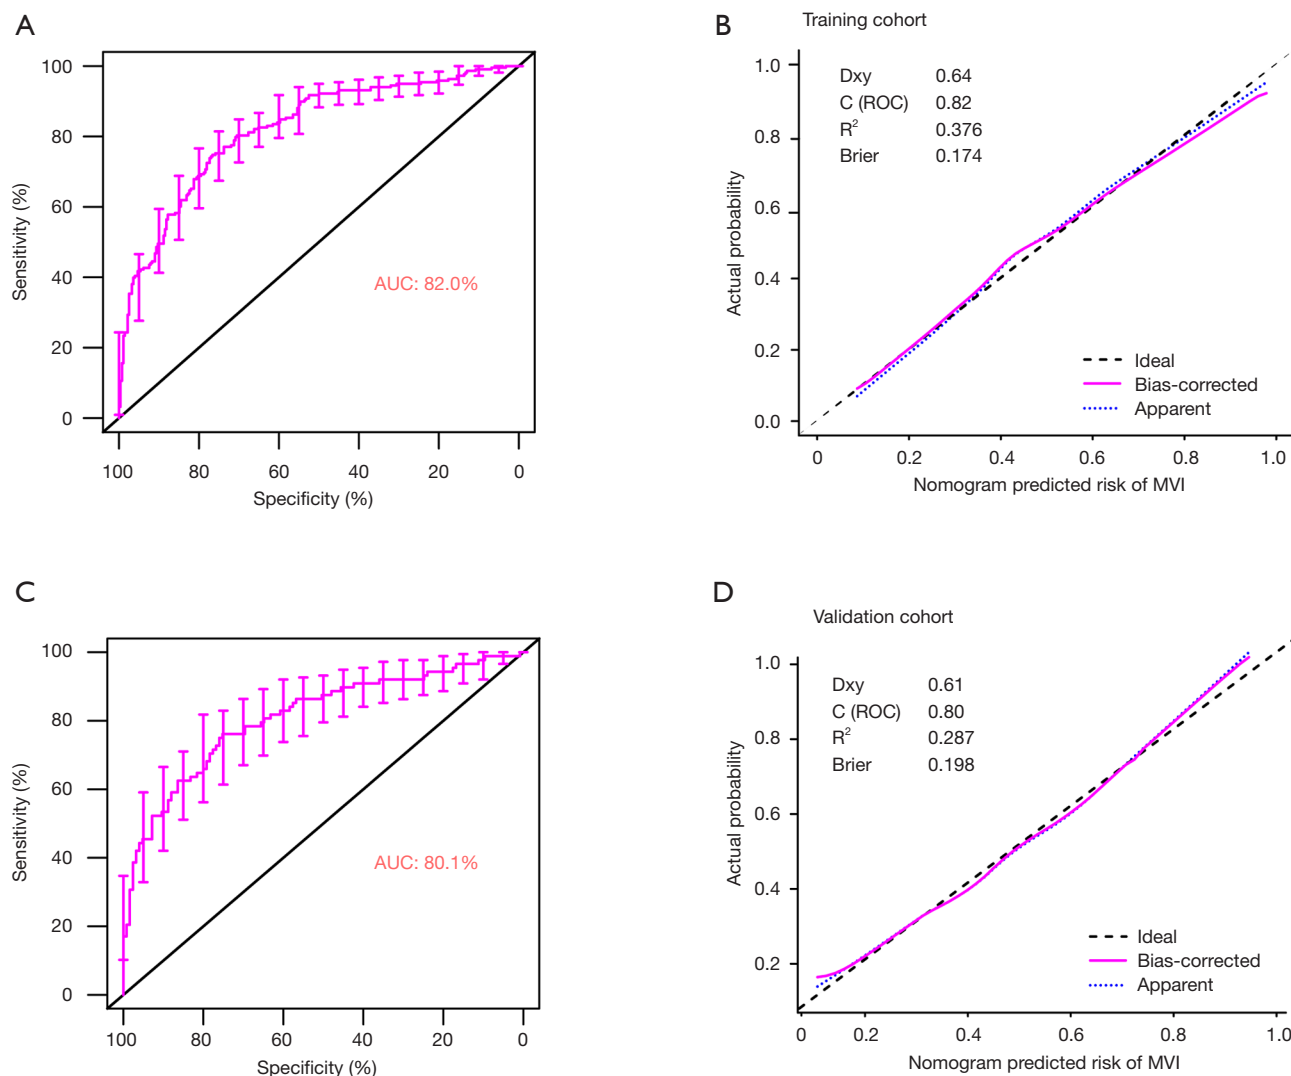 A
100
80
60
40
20
0
Sensitivity (%)
AUC: 82.0%
100 80 60 40 20 0
Specificity (%)
B
Training cohort
Dxy 0.64
C (ROC) 0.82
R² 0.376
Brier 0.174
1.0
0.8
0.6
0.4
0.2
0.0
Actual probability
Ideal
Bias-corrected
Apparent
0 0.2 0.4 0.6 0.8 1.0
Nomogram predicted risk of MVI
C
100
80
60
40
20
0
Sensitivity (%)
AUC: 80.1%
100 80 60 40 20 0
Specificity (%)
D
Validation cohort
Dxy 0.61
C (ROC) 0.80
R² 0.287
Brier 0.198
1.0
0.8
0.6
0.4
0.2
Actual probability
Ideal
Bias-corrected
Apparent
0 0.2 0.4 0.6 0.8 1.0
Nomogram predicted risk of MVI